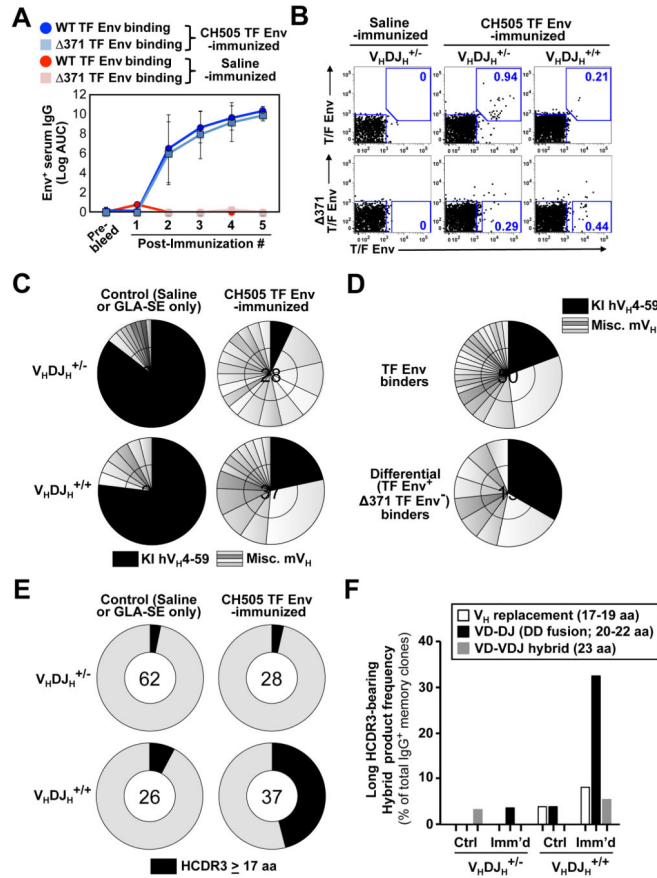 A
WT TF Env binding
Δ371 TF Env binding
CH505 TF Env
-immunized
WT TF Env binding
Δ371 TF Env binding
Saline
-immunized
Env+ serum IgG
(Log AUC)
12
10
8
6
4
2
0
Pre-
bleed
1 2 3 4 5
Post-Immunization #
B
Saline
-immunized
CH505 TF Env
-immunized
VHDJH+/-
VHDJH+/-
VHDJH+/+
T/F Env
0
0.94
0.21
Δ371
T/F Env
0
0.29
0.44
T/F Env
C
Control (Saline
or GLA-SE only)
CH505 TF Env
-immunized
VHDJH+/-
28
VHDJH+/+
37
KI hVH4-59
Misc. mVH
D
KI hVH4-59
Misc. mVH
TF Env
binders
Differential
(TF Env+
Δ371 TF Env-)
binders
E
Control (Saline
or GLA-SE only)
CH505 TF Env
-immunized
VHDJH+/-
62
28
VHDJH+/+
26
37
HCDR3 ≥ 17 aa
F
VH replacement (17-19 aa)
VD-DJ (DD fusion; 20-22 aa)
VD-VDJ hybrid (23 aa)
Long HCDR3-bearing
Hybrid product frequency
(% of total IgG+ memory clones)
40
30
20
10
0
Ctrl Imm'd Ctrl Imm'd
VHDJH+/- VHDJH+/+